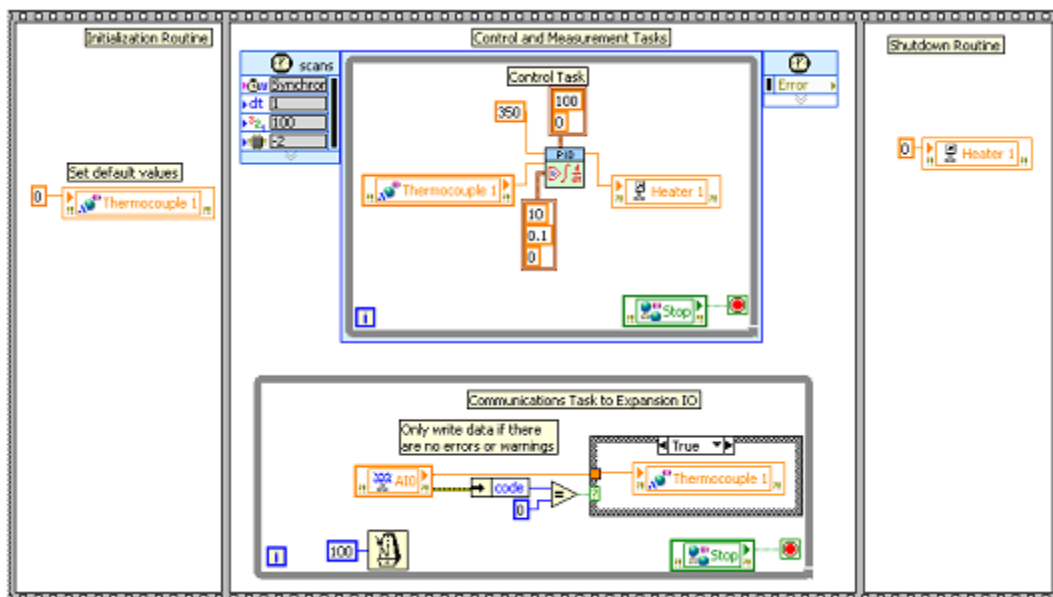 Initialization Routine
Set default values
0
Thermocouple 1
Control and Measurement Tasks
scans
Synchron
dt
1
100
-2
Error
Control Task
100
0
350
PID
Thermocouple 1
Heater 1
10
0.1
0
Stop
i
Communications Task to Expansion IO
Only write data if there
are no errors or warnings
True
AI0
code
0
=
?
Thermocouple 1
100
i
Stop
Shutdown Routine
0
Heater 1